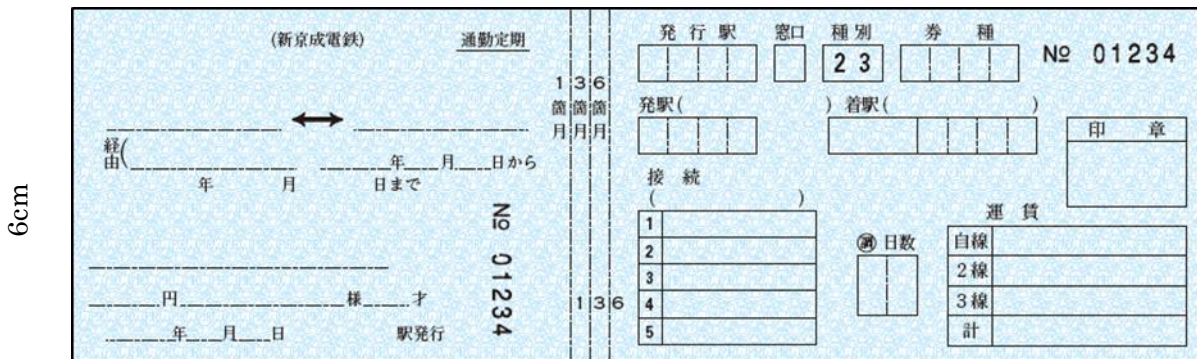 6cm
(新京成電鉄) 通勤定期
1 3 6
箇 箇 箇
月 月 月
経由( 年 月 日から
年 月 日まで
№ 01234
円 様 才
年 月 日 駅発行
1 3 6
発行駅 窓口 種別 券種 № 01234
2 3
発駅( ) 着駅( )
印章
接続
( )
1
2
3
4
5
日数
運賃
自線
2線
3線
計